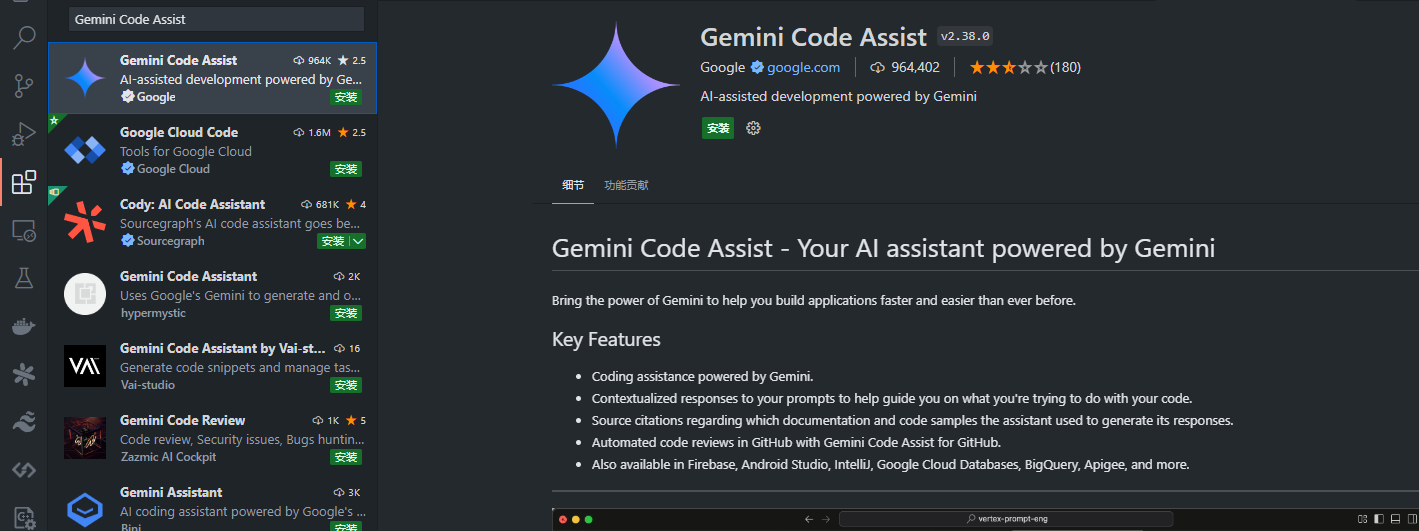 Gemini Code Assist
Gemini Code Assist 964K 2.5
AI-assisted development powered by Ge...
Google 安装
Google Cloud Code 1.6M 2.5
Tools for Google Cloud
Google Cloud 安装
Cody: AI Code Assistant 681K 4
Sourcegraph's AI code assistant goes be...
Sourcegraph 安装
Gemini Code Assistant 2K
Uses Google's Gemini to generate and o...
hypermystic 安装
Gemini Code Assistant by Vai-st... 16
Generate code snippets and manage tas...
Vai-studio 安装
Gemini Code Review 1K 5
Code review, Security issues, Bugs huntin...
Zazmic AI Cockpit 安装
Gemini Assistant 3K
AI coding assistant powered by Google's ...
Bini 安装
Gemini Code Assist v2.38.0
Google google.com 964,402 (180)
AI-assisted development powered by Gemini
安装
细节 功能贡献
Gemini Code Assist - Your AI assistant powered by Gemini
Bring the power of Gemini to help you build applications faster and easier than ever before.
Key Features
• Coding assistance powered by Gemini.
• Contextualized responses to your prompts to help guide you on what you're trying to do with your code.
• Source citations regarding which documentation and code samples the assistant used to generate its responses.
• Automated code reviews in GitHub with Gemini Code Assist for GitHub.
• Also available in Firebase, Android Studio, IntelliJ, Google Cloud Databases, BigQuery, Apigee, and more.
vertex-prompt-eng